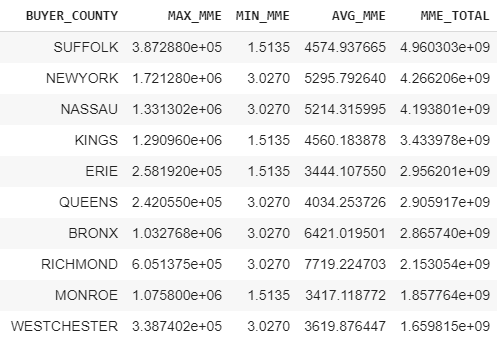 BUYER_COUNTY MAX_MME MIN_MME AVG_MME MME_TOTAL
SUFFOLK 3.872880e+05 1.5135 4574.937665 4.960303e+09
NEWYORK 1.721280e+06 3.0270 5295.792640 4.266206e+09
NASSAU 1.331302e+06 3.0270 5214.315995 4.193801e+09
KINGS 1.290960e+06 1.5135 4560.183878 3.433978e+09
ERIE 2.581920e+05 1.5135 3444.107550 2.956201e+09
QUEENS 2.420550e+05 3.0270 4034.253726 2.905917e+09
BRONX 1.032768e+06 3.0270 6421.019501 2.865740e+09
RICHMOND 6.051375e+05 3.0270 7719.224703 2.153054e+09
MONROE 1.075800e+06 1.5135 3417.118772 1.857764e+09
WESTCHESTER 3.387402e+05 3.0270 3619.876447 1.659815e+09